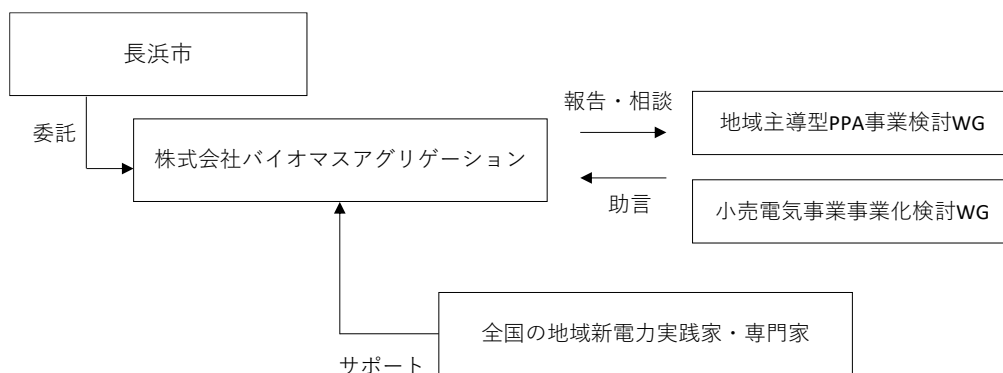 長浜市
委託
株式会社バイオマスアグリゲーション
報告・相談
助言
地域主導型PPA事業検討WG
小売電気事業事業化検討WG
全国の地域新電力実践家・専門家
サポート